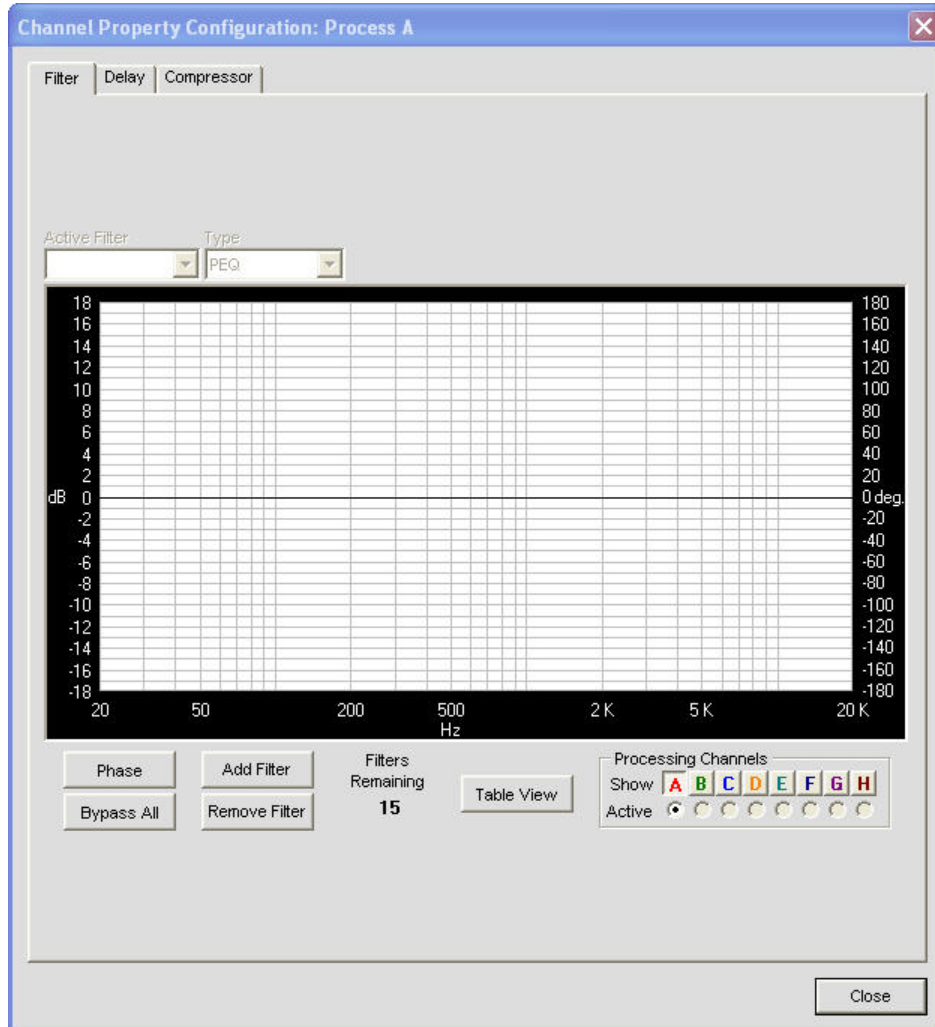 Channel Property Configuration: Process A
Filter Delay Compressor
Active Filter Type
PEQ
18 180
16 160
14 140
12 120
10 100
8 80
6 60
4 40
2 20
dB 0 0 deg.
-2 -20
-4 -40
-6 -60
-8 -80
-10 -100
-12 -120
-14 -140
-16 -160
-18 -180
20 50 200 500 2 K 5 K 20 K
Hz
Phase Add Filter Filters Remaining 15 Table View
Bypass All Remove Filter
Processing Channels
Show A B C D E F G H
Active
Close